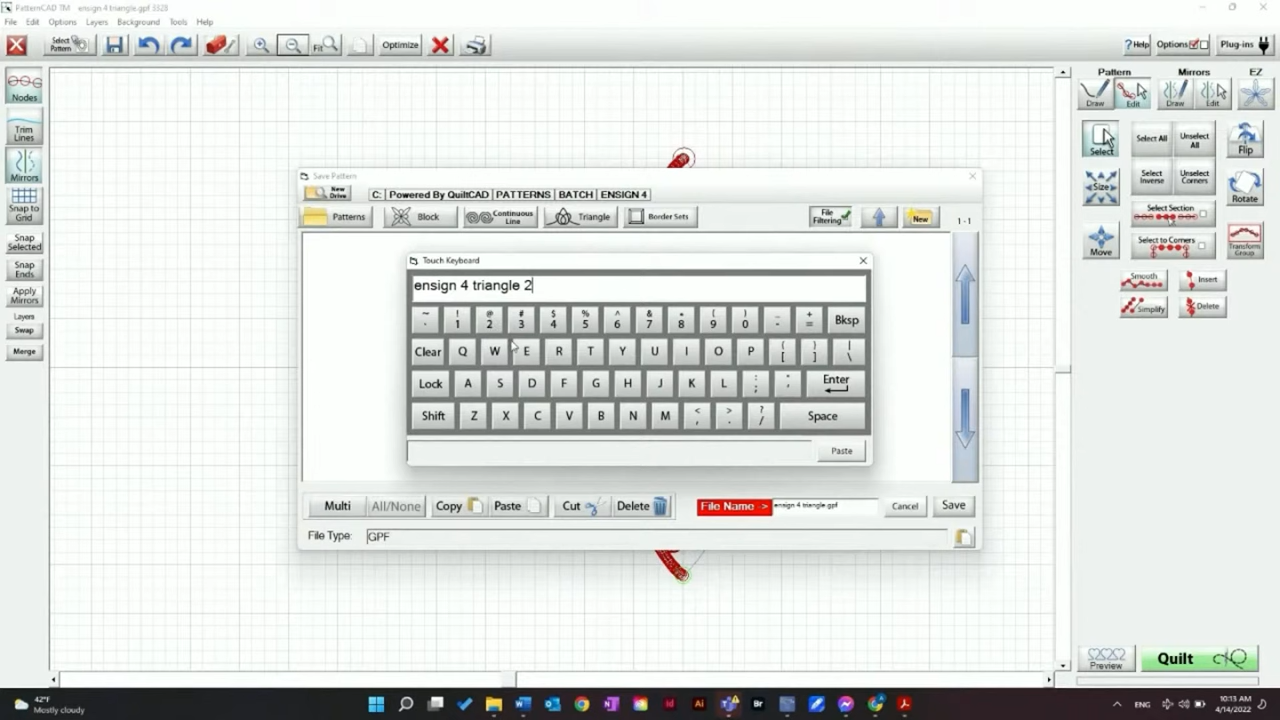 PatternCAD TM ensign 4 triangle.gpf 3328
File Edit Options Layers Background Tools Help
Select Pattern Fit Optimize ?Help Options Plug-ins
Pattern Mirrors EZ
Draw Edit Draw Edit
Nodes
Trim Lines
Mirrors
Snap to Grid
Snap Selected
Snap Ends
Apply Mirrors
Layers
Swap
Merge
Save Pattern
New Drive C: Powered By QuiltCAD PATTERNS BATCH ENSIGN 4
Patterns Block Continuous Line Triangle Border Sets File Filtering New 1 - 1
Touch Keyboard
ensign 4 triangle 2
~ ` ! 1 @ 2 # 3 $ 4 % 5 ^ 6 & 7 * 8 ( 9 ) 0 _ - + = Bksp
Clear Q W E R T Y U I O P { [ } ] | \
Lock A S D F G H J K L : ; " ' Enter
Shift Z X C V B N M < , > . ? / Space
Paste
Multi All/None Copy Paste Cut Delete File Name -> ensign 4 triangle.gpf Cancel Save
File Type: GPF
Select Select All Unselect All Flip
Size Select Inverse Unselect Corners Rotate
Select Section
Move Select to Corners Transform Group
Smooth Insert
Simplify Delete
Preview Quilt
42°F
Mostly cloudy
ENG 10:15 AM
4/14/2022